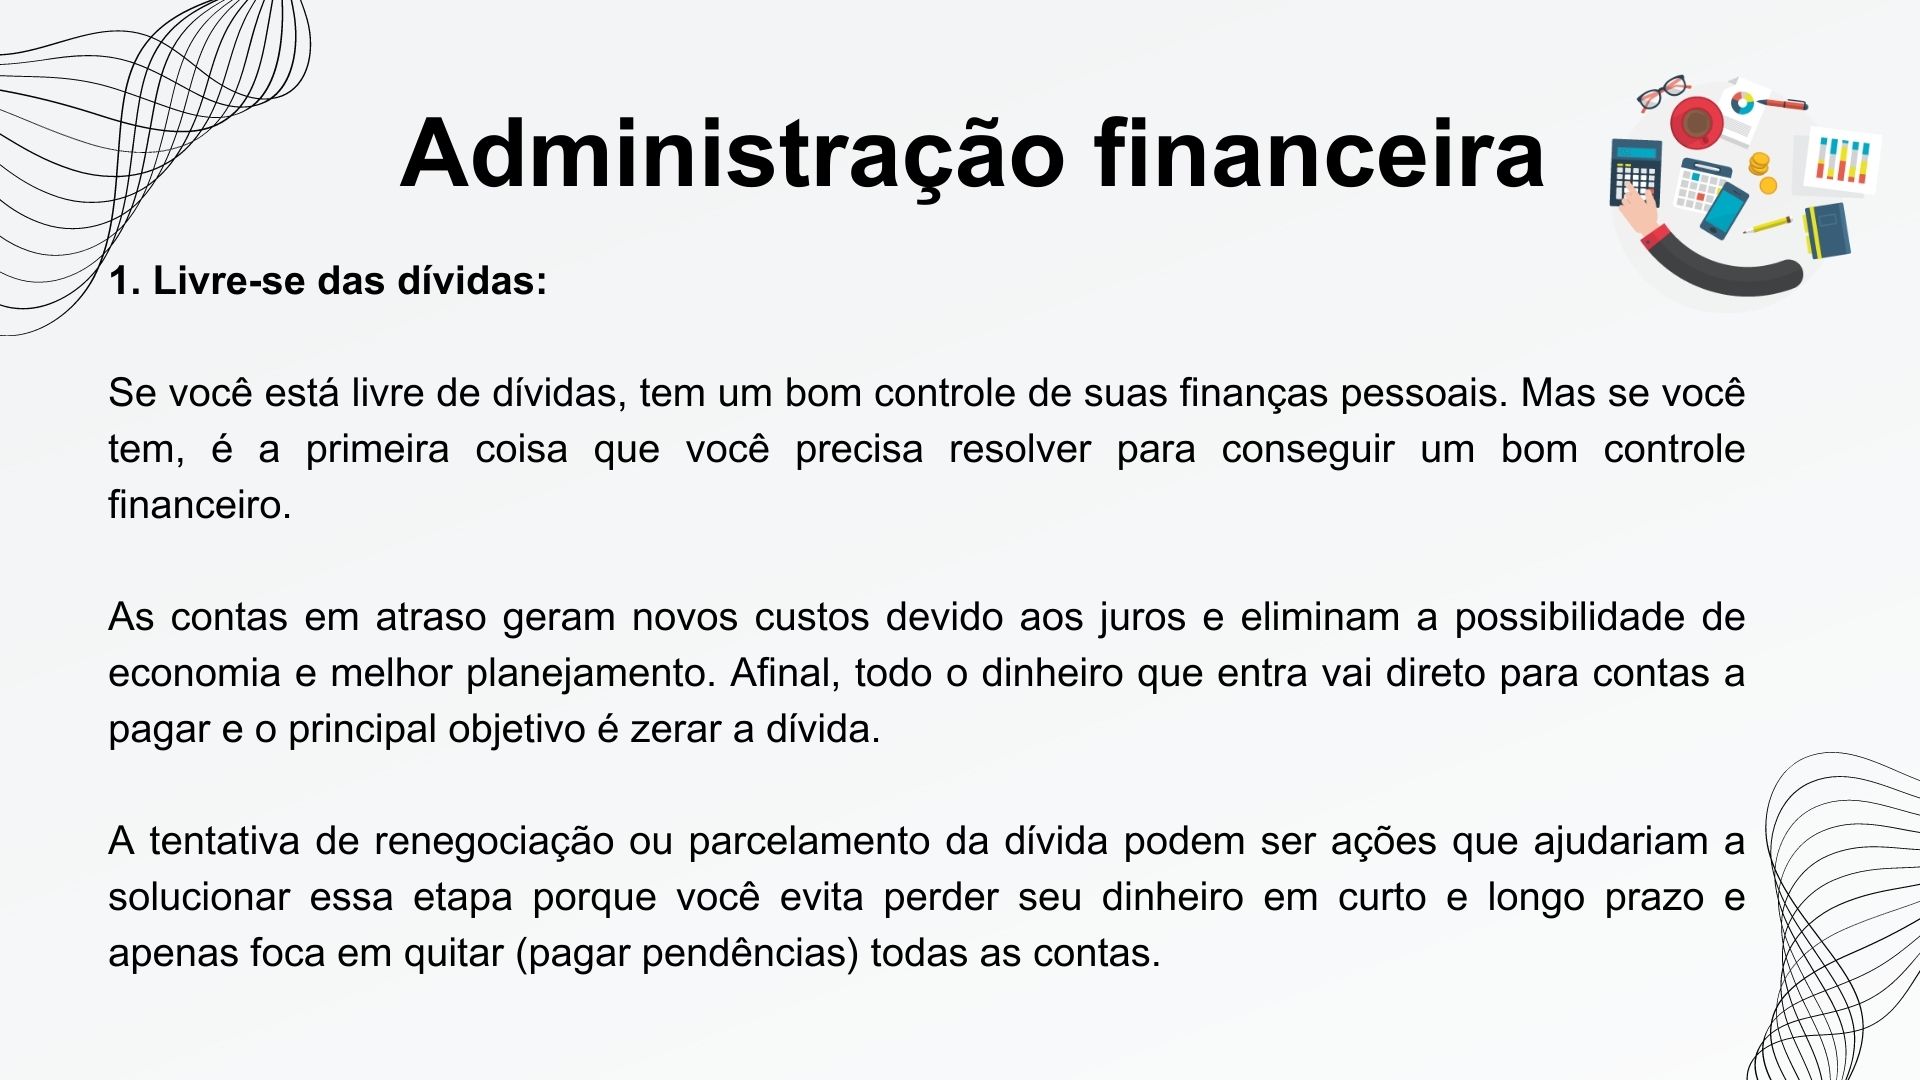 Administração financeira
1. Livre-se das dívidas:
Se você está livre de dívidas, tem um bom controle de suas finanças pessoais. Mas se você
tem, é a primeira coisa que você precisa resolver para conseguir um bom controle
financeiro.
As contas em atraso geram novos custos devido aos juros e eliminam a possibilidade de
economia e melhor planejamento. Afinal, todo o dinheiro que entra vai direto para contas a
pagar e o principal objetivo é zerar a dívida.
A tentativa de renegociação ou parcelamento da dívida podem ser ações que ajudariam a
solucionar essa etapa porque você evita perder seu dinheiro em curto e longo prazo e
apenas foca em quitar (pagar pendências) todas as contas.